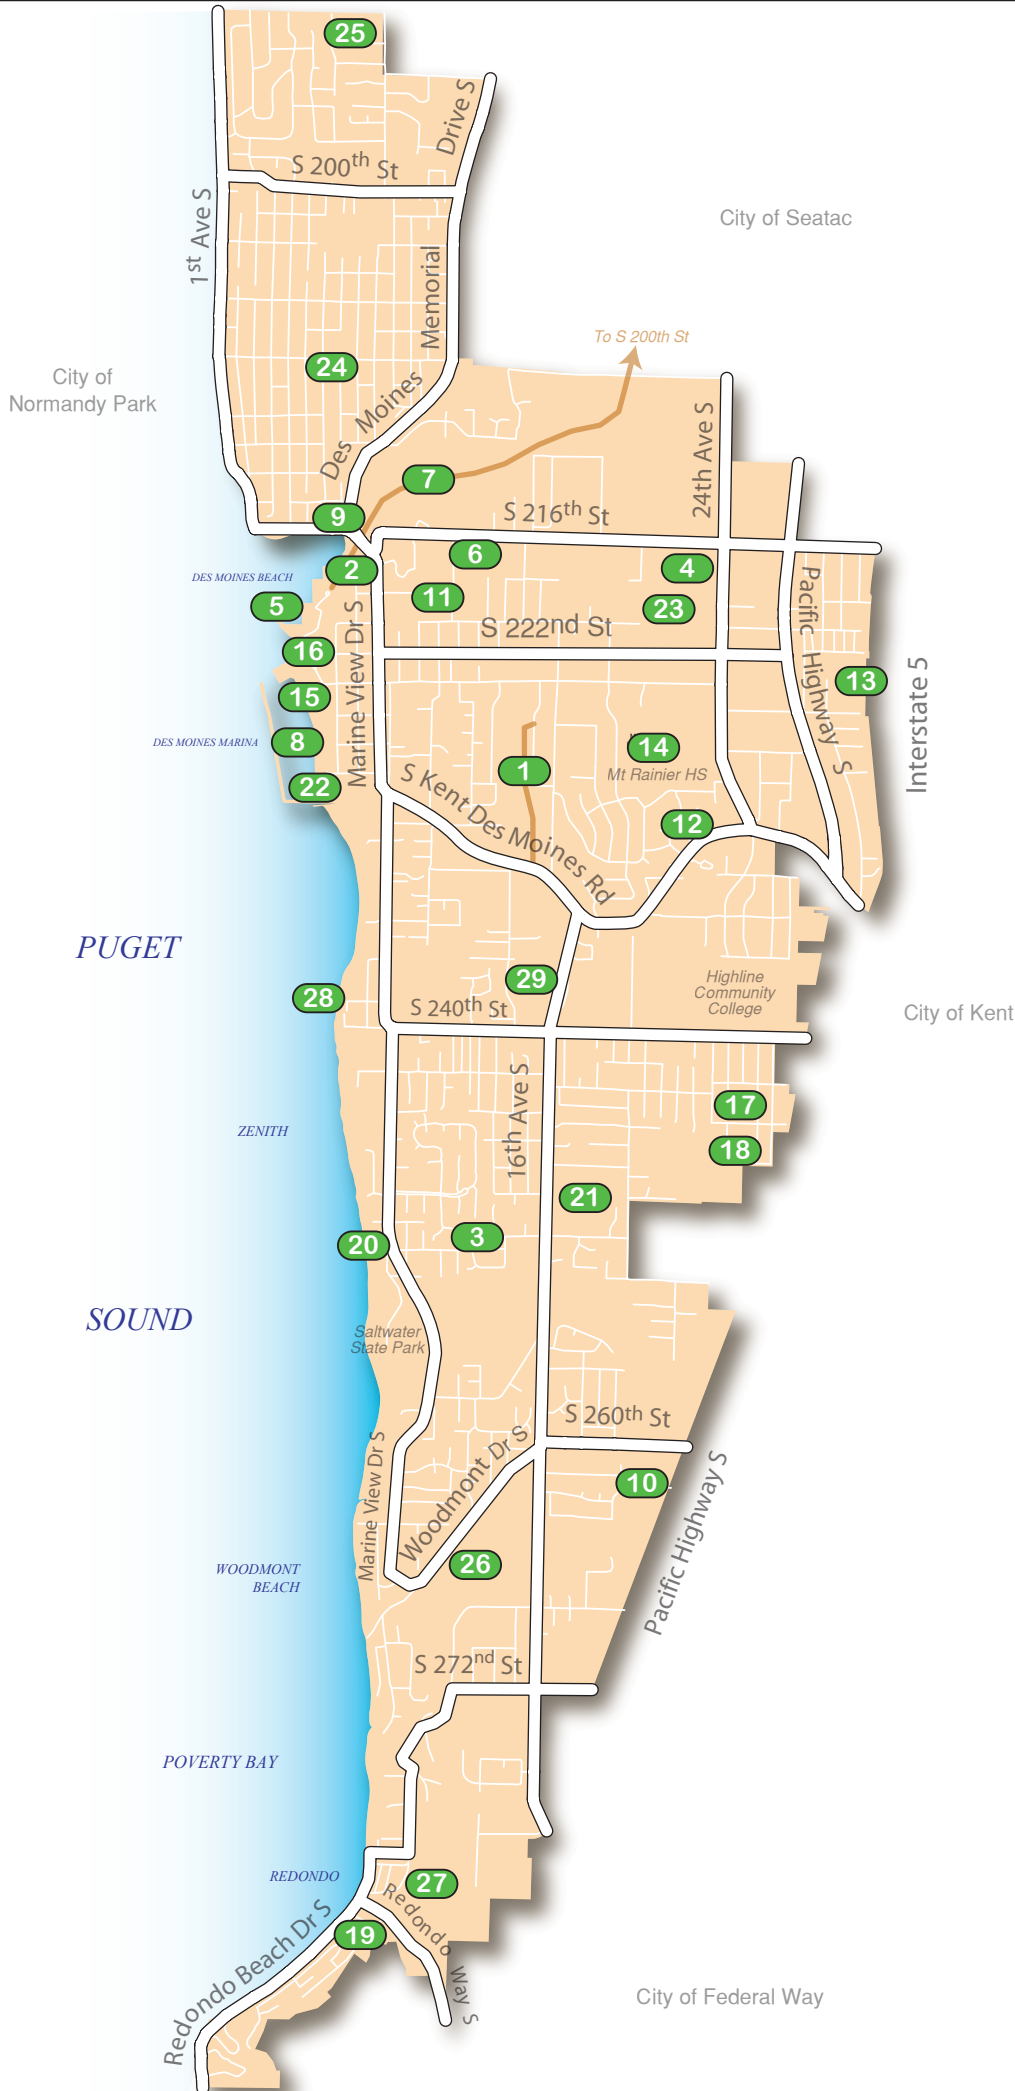 25
Drive S
S 200th St
1st Ave S
City of Seatac
Memorial
To S 200th St
24
City of
Normandy Park
Des Moines
24th Ave S
7
S 216th St
9
6
2
4
DES MOINES BEACH
11
5
23
S 222nd St
Pacific Highway S
Marine View Dr S
16
13
Interstate 5
15
DES MOINES MARINA
8
14
Mt Rainier HS
1
22
S Kent Des Moines Rd
12
PUGET
29
Highline
Community
College
28
S 240th St
City of Kent
16th Ave S
17
ZENITH
18
21
3
20
SOUND
Saltwater
State Park
S 260th St
Marine View Dr S
Woodmont Dr S
10
Pacific Highway S
26
WOODMONT
BEACH
S 272nd St
POVERTY BAY
REDONDO
27
Redondo Way S
19
Redondo Beach Dr S
City of Federal Way